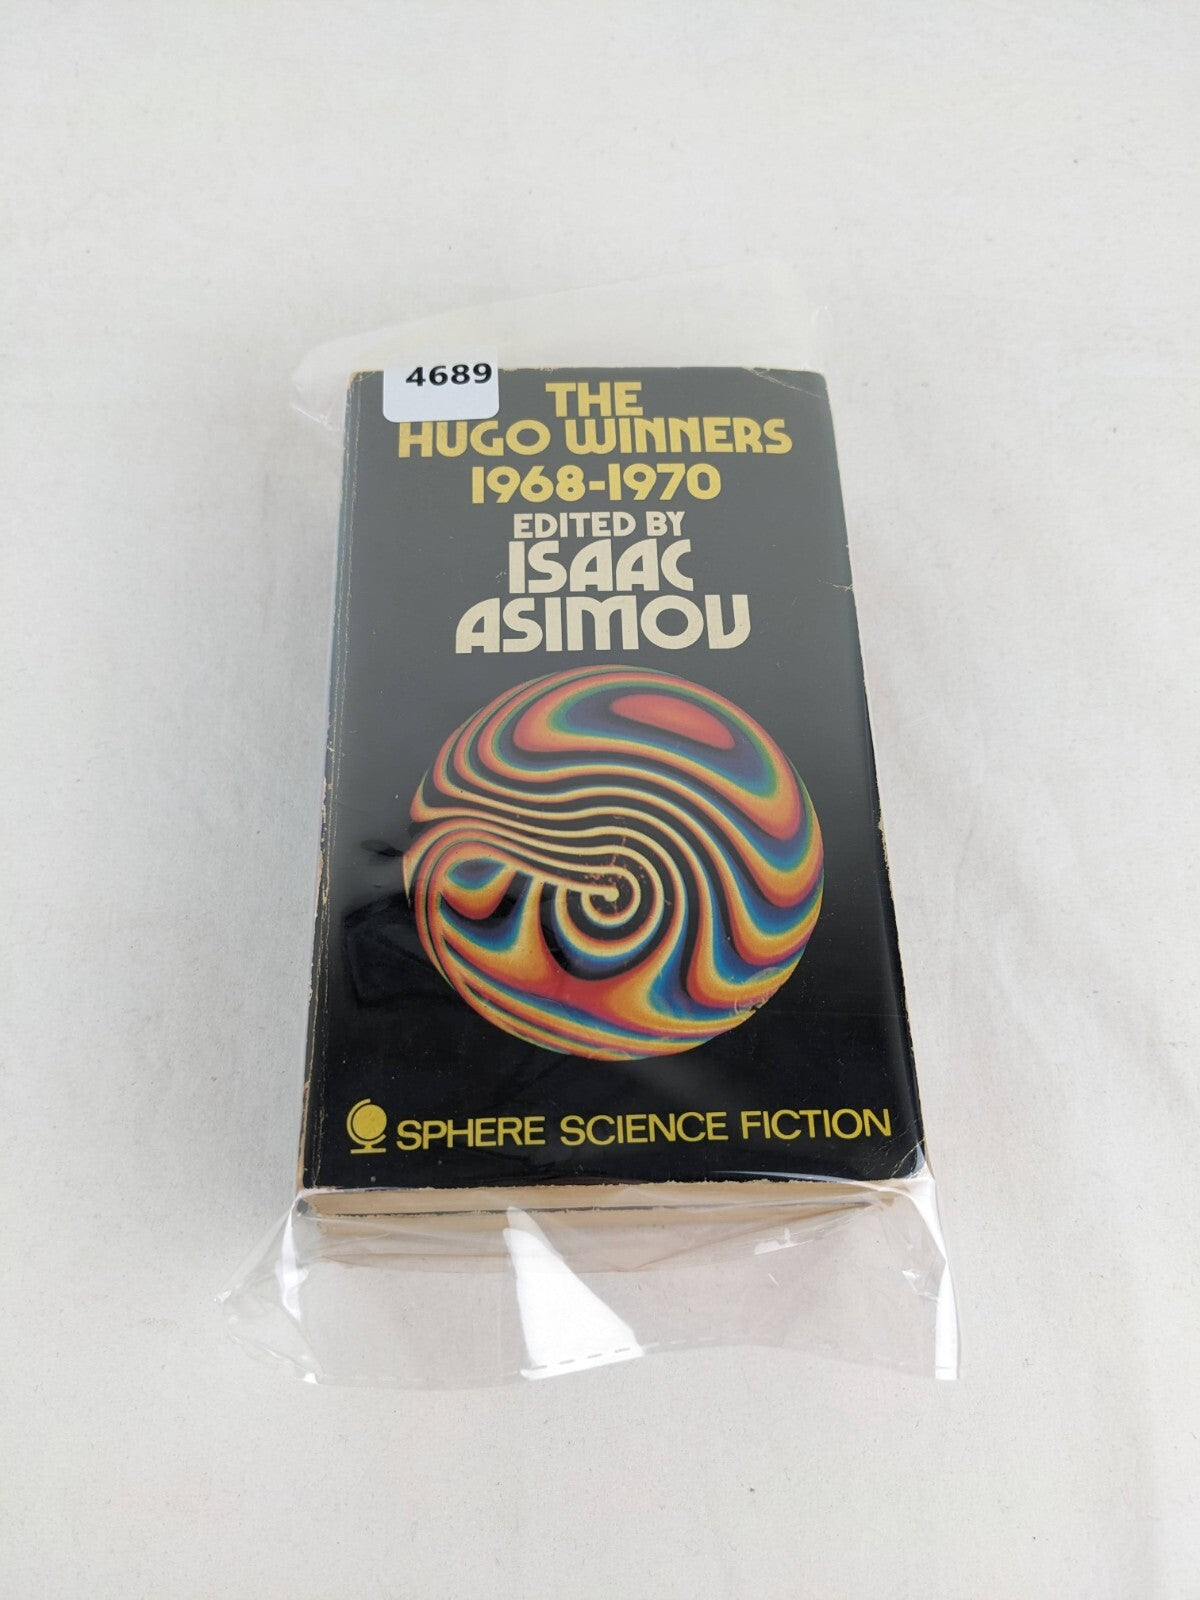 4689
THE
HUGO WINNERS
1968-1970
EDITED BY
ISAAC
ASIMOV
SPHERE SCIENCE FICTION